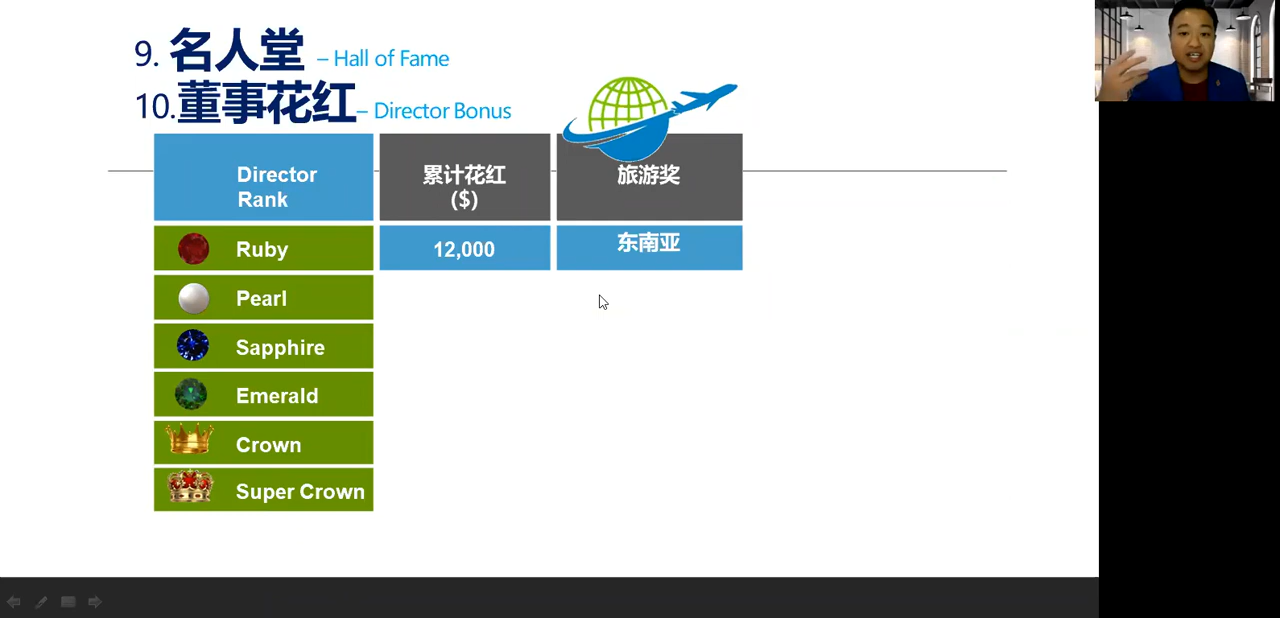 9. 名人堂 – Hall of Fame
10.董事花红– Director Bonus
Director
Rank
累计花红
($)
旅游奖
Ruby
12,000
东南亚
Pearl
Sapphire
Emerald
Crown
Super Crown